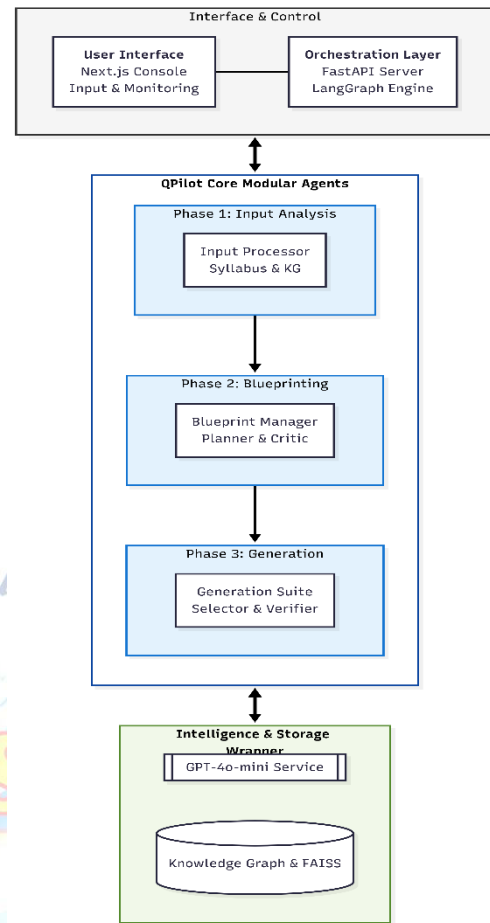 Interface & Control
User Interface
Next.js Console
Input & Monitoring
Orchestration Layer
FastAPI Server
LangGraph Engine
QPilot Core Modular Agents
Phase 1: Input Analysis
Input Processor
Syllabus & KG
Phase 2: Blueprinting
Blueprint Manager
Planner & Critic
Phase 3: Generation
Generation Suite
Selector & Verifier
Intelligence & Storage
Wrapper
GPT-4o-mini Service
Knowledge Graph & FAISS